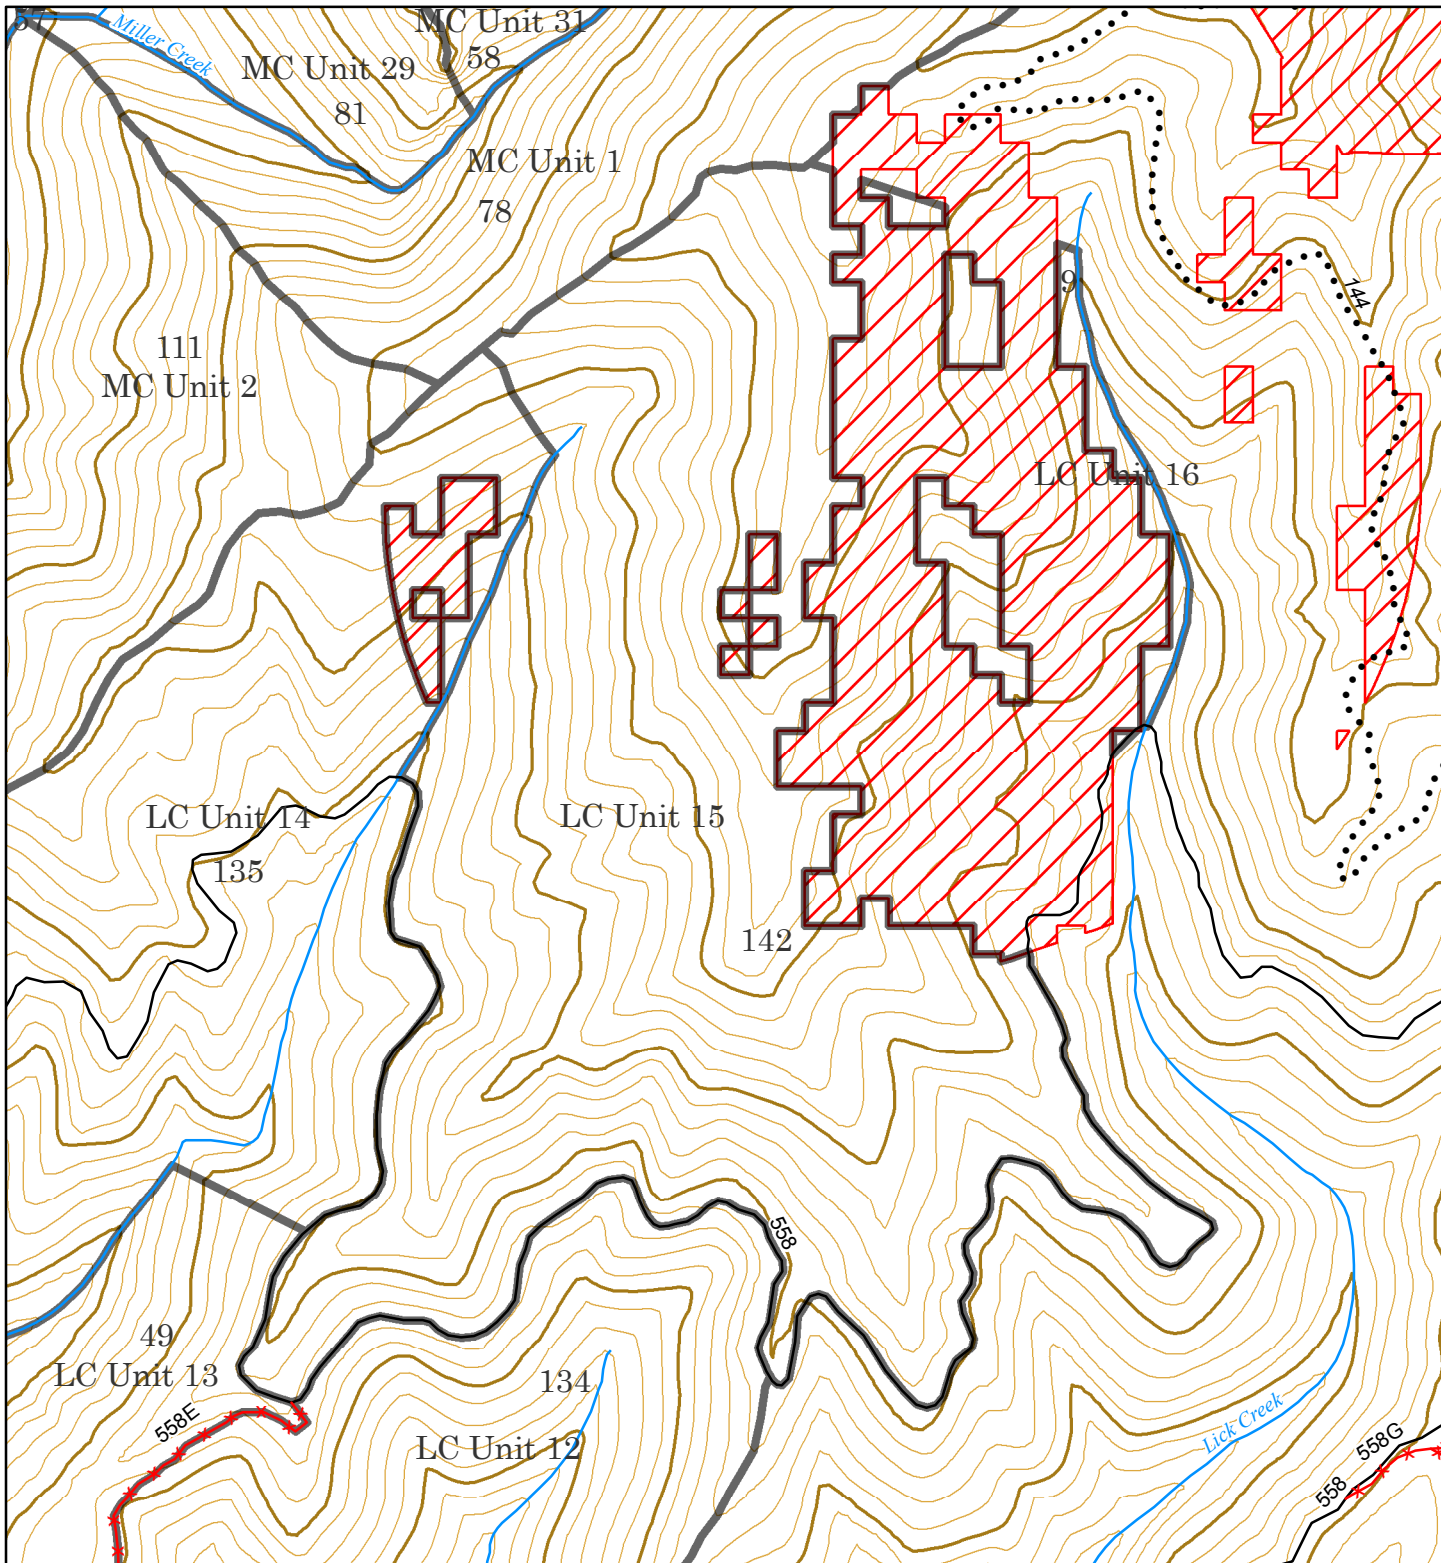 57
Miller Creek
MC Unit 31
58
MC Unit 29
81
MC Unit 1
78
9
144
111
MC Unit 2
LC Unit 16
LC Unit 14
135
LC Unit 15
142
558
49
LC Unit 13
134
558E
LC Unit 12
Lick Creek
558G
558